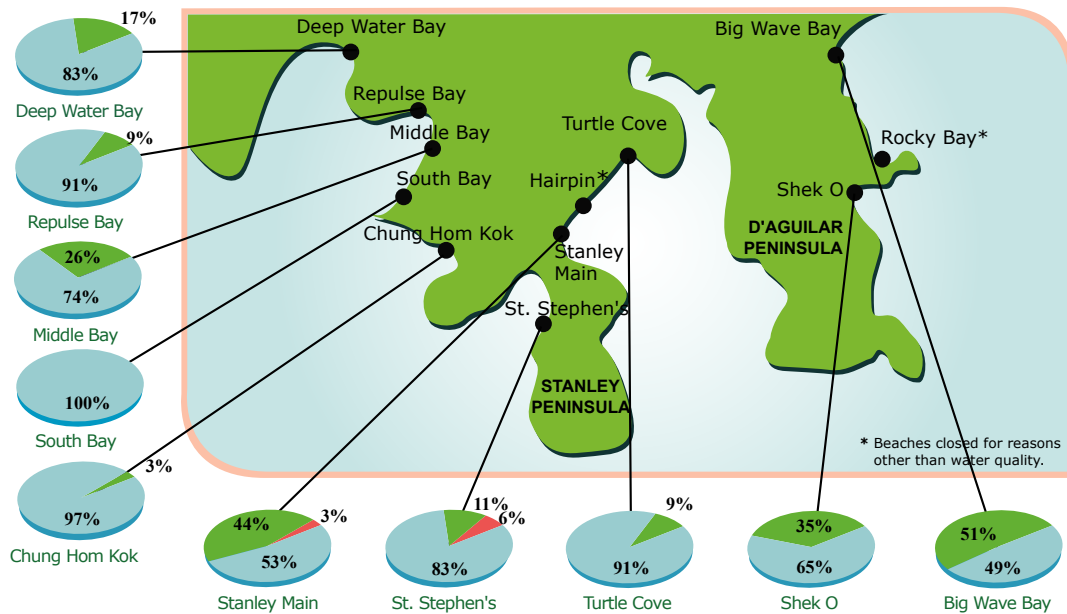 17%
83%
Deep Water Bay
9%
91%
Repulse Bay
26%
74%
Middle Bay
100%
South Bay
3%
97%
Chung Hom Kok
Deep Water Bay
Repulse Bay
Middle Bay
South Bay
Chung Hom Kok
Turtle Cove
Hairpin*
Stanley
Main
St. Stephen's
STANLEY
PENINSULA
Big Wave Bay
Rocky Bay*
Shek O
D'AGUILAR
PENINSULA
* Beaches closed for reasons
other than water quality.
44%
3%
53%
Stanley Main
11%
6%
83%
St. Stephen's
9%
91%
Turtle Cove
35%
65%
Shek O
51%
49%
Big Wave Bay